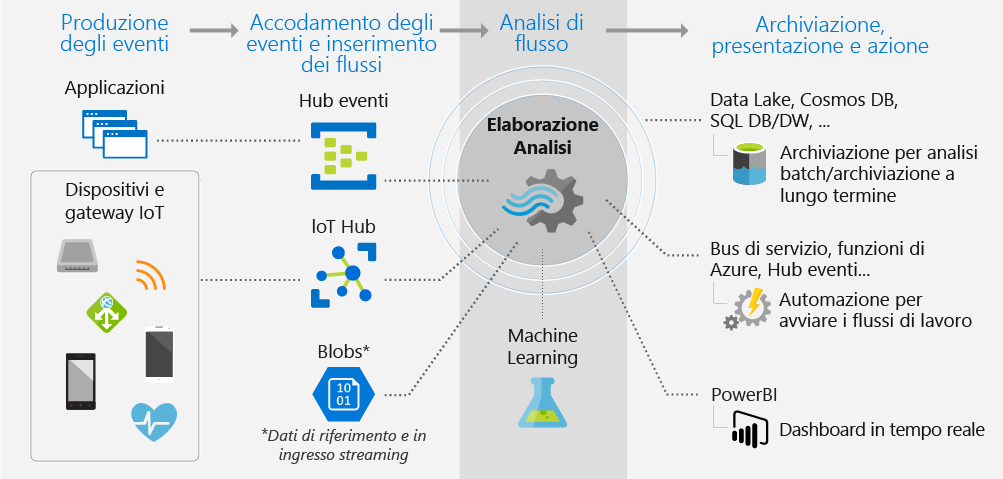 Produzione
degli eventi
Accodamento degli
eventi e inserimento
dei flussi
Analisi di
flusso
Archiviazione,
presentazione e azione
Applicazioni
Dispositivi e
gateway IoT
Hub eventi
IoT Hub
Blobs*
10
01
*Dati di riferimento e in
ingresso streaming
Elaborazione
Analisi
Machine
Learning
Data Lake, Cosmos DB,
SQL DB/DW, ...
Archiviazione per analisi
batch/archiviazione a
lungo termine
Bus di servizio, funzioni di
Azure, Hub eventi...
Automazione per
avviare i flussi di lavoro
PowerBI
Dashboard in tempo reale